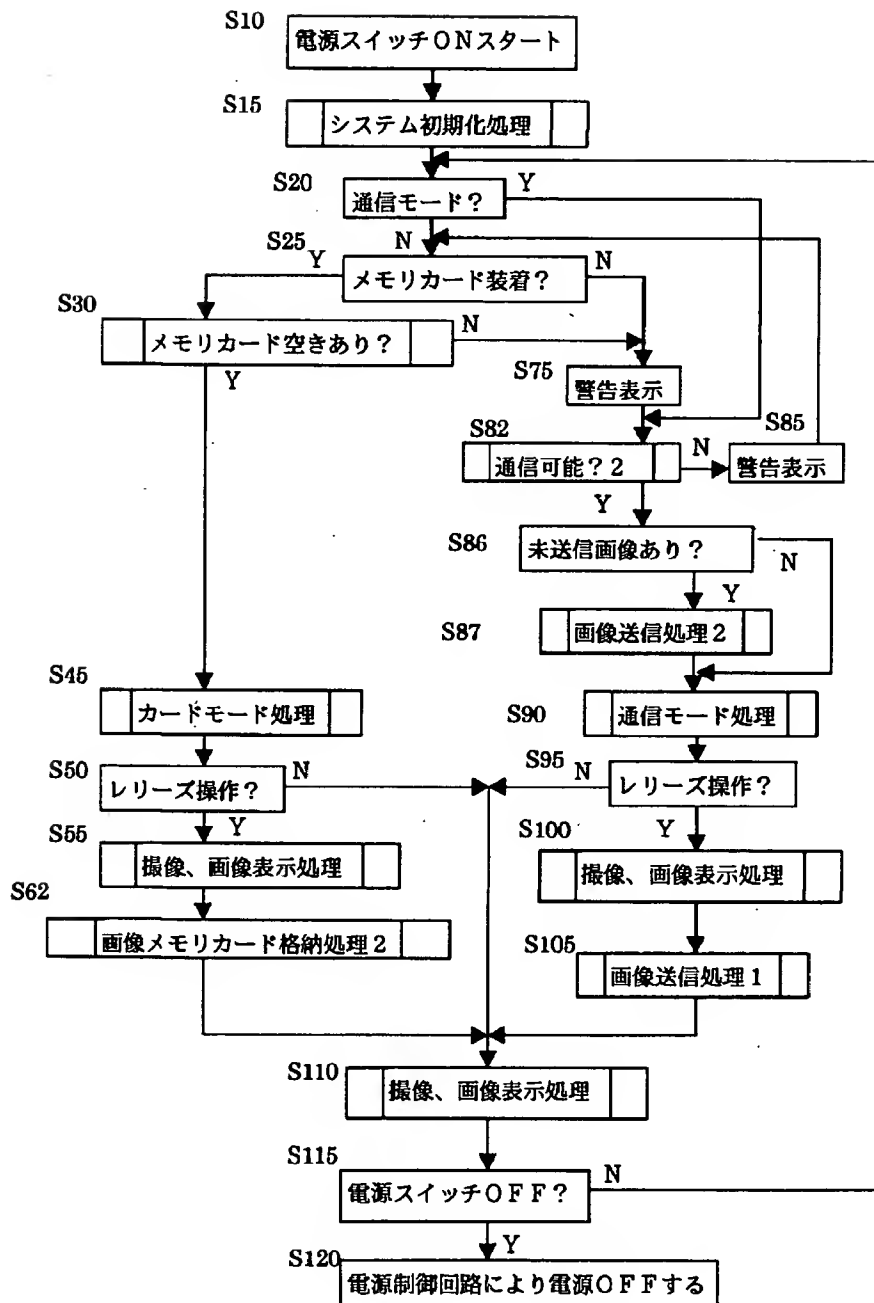 S10
電源スイッチＯＮスタート
S15
システム初期化処理
S20
通信モード？
Y
N
S25
メモリカード装着？
Y
N
S30
メモリカード空きあり？
N
Y
S75
警告表示
S82
通信可能？２
N
Y
S85
警告表示
S86
未送信画像あり？
N
Y
S87
画像送信処理２
S45
カードモード処理
S90
通信モード処理
S50
レリーズ操作？
N
Y
S95
レリーズ操作？
N
Y
S55
撮像、画像表示処理
S100
撮像、画像表示処理
S62
画像メモリカード格納処理２
S105
画像送信処理１
S110
撮像、画像表示処理
S115
電源スイッチＯＦＦ？
N
Y
S120
電源制御回路により電源ＯＦＦする